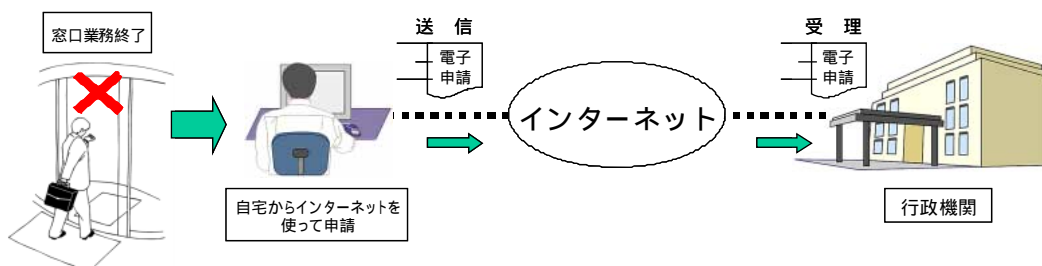 窓口業務終了
送 信
電子
申請
インターネット
受 理
電子
申請
自宅からインターネットを
使って申請
行政機関